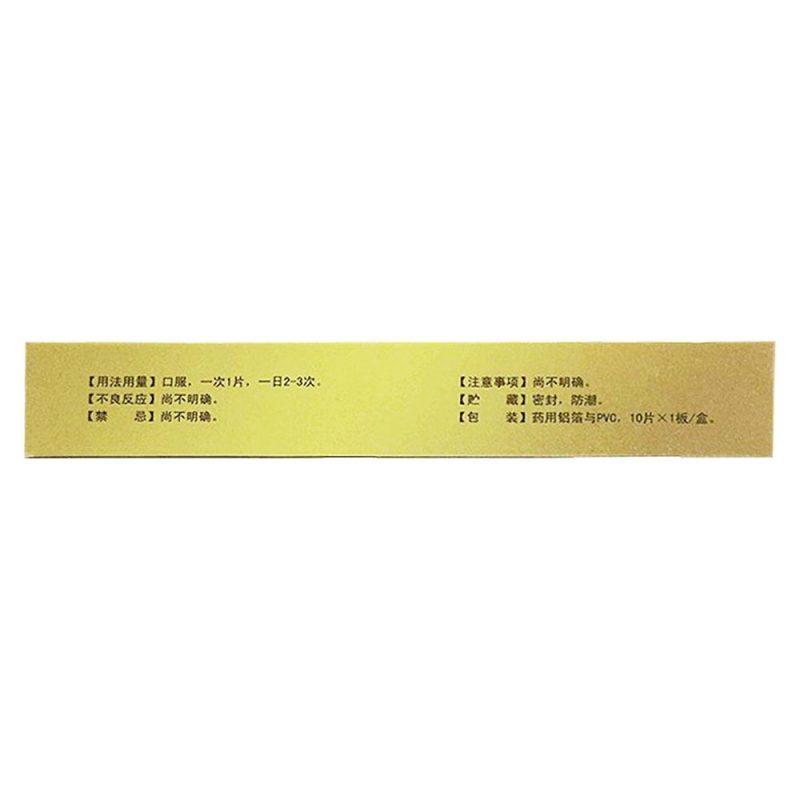 【用法用量】口服，一次1片，一日2-3次。
【不良反应】尚不明确。
【禁　　忌】尚不明确。
【注意事项】尚不明确。
【贮　　藏】密封，防潮。
【包　　装】药用铝箔与PVC，10片×1板/盒。